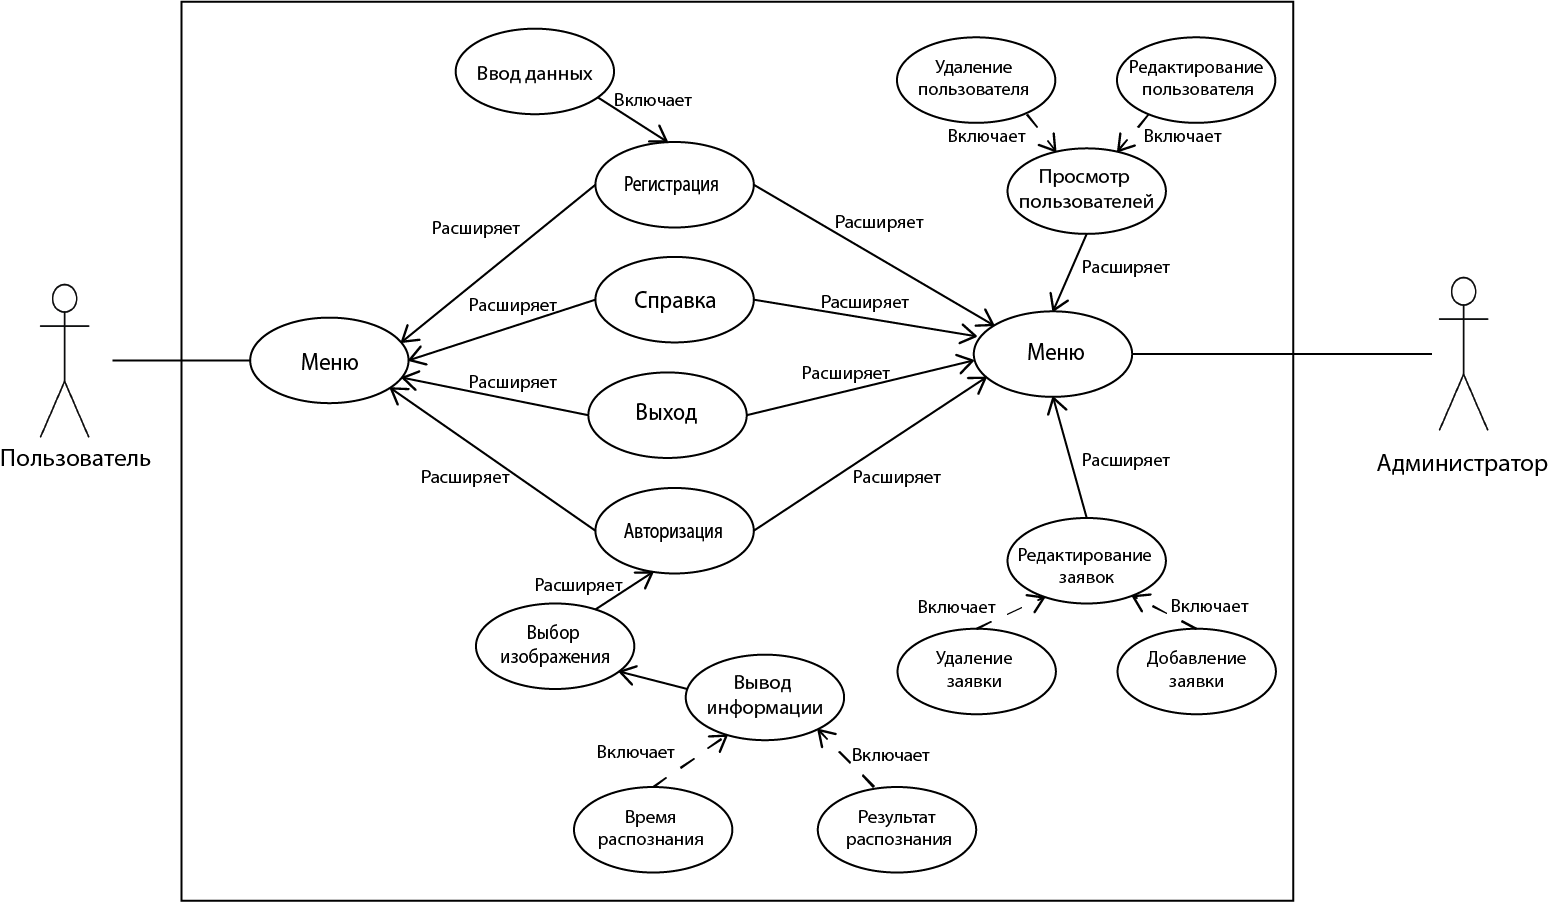 Ввод данных
Включает
Удаление
пользователя
Редактирование
пользователя
Включает
Включает
Регистрация
Просмотр
пользователей
Расширяет
Расширяет
Расширяет
Справка
Расширяет
Расширяет
Меню
Меню
Выход
Расширяет
Расширяет
Пользователь
Администратор
Расширяет
Расширяет
Расширяет
Авторизация
Редактирование
заявок
Расширяет
Включает
Включает
Выбор
изображения
Удаление
заявки
Добавление
заявки
Вывод
информации
Включает
Включает
Время
распознания
Результат
распознания